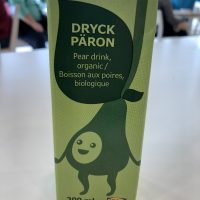 DRYCK
PÄRON
Pear drink,
organic /
Boisson aux poires,
biologique